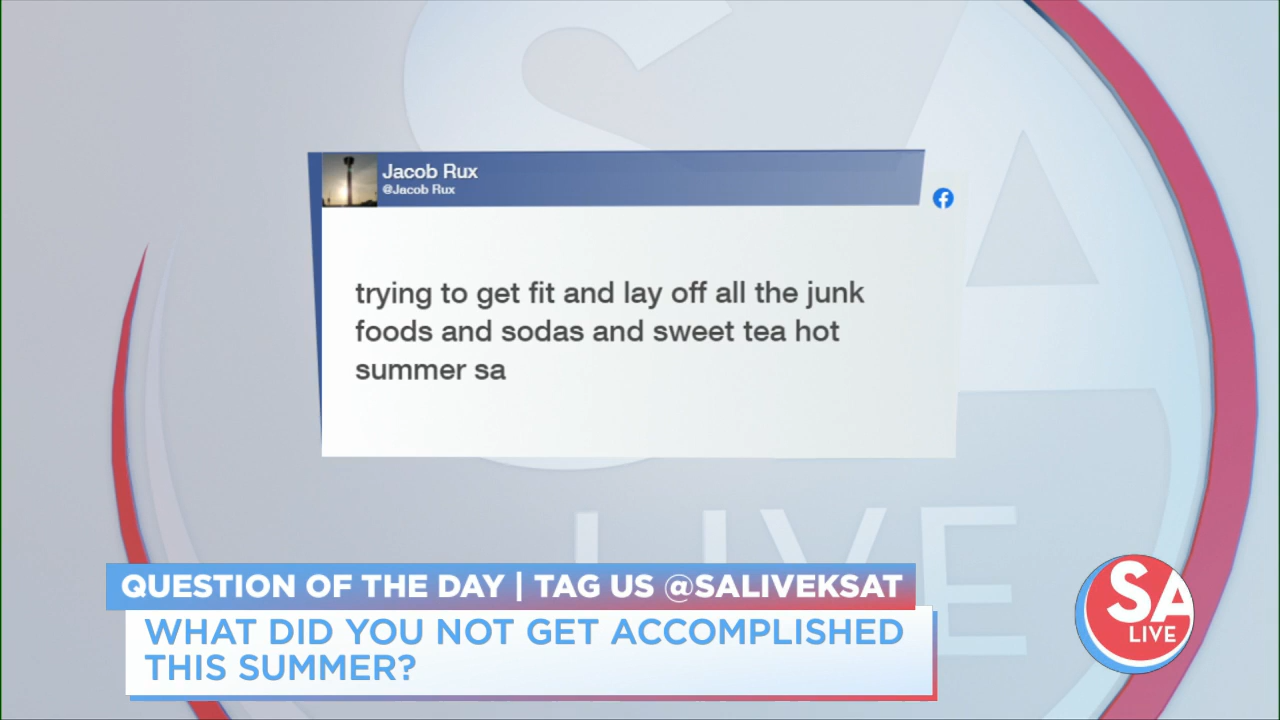 Jacob Rux
@Jacob Rux
trying to get fit and lay off all the junk
foods and sodas and sweet tea hot
summer sa
LIVE
QUESTION OF THE DAY | TAG US @SALIVEKSAT
WHAT DID YOU NOT GET ACCOMPLISHED
THIS SUMMER?
SA
LIVE